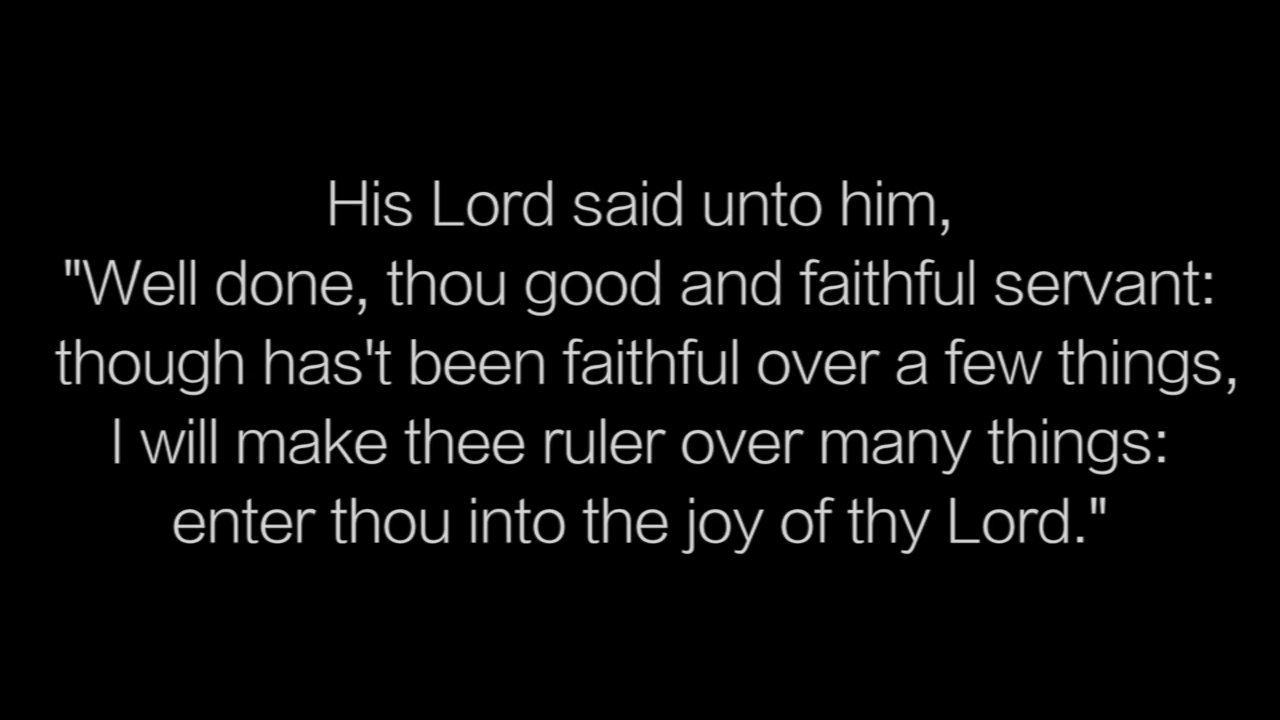 His Lord said unto him,
"Well done, thou good and faithful servant:
though has't been faithful over a few things,
I will make thee ruler over many things:
enter thou into the joy of thy Lord."